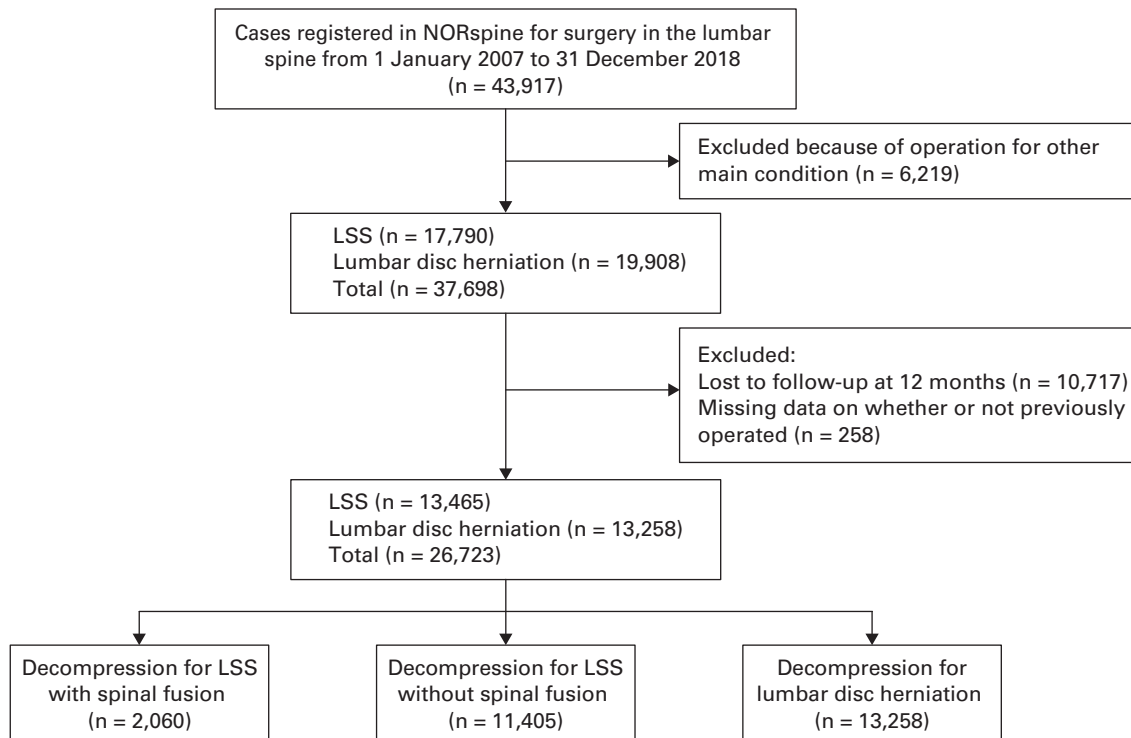 Cases registered in NORspine for surgery in the lumbar
spine from 1 January 2007 to 31 December 2018
(n = 43,917)
Excluded because of operation for other
main condition (n = 6,219)
LSS (n = 17,790)
Lumbar disc herniation (n = 19,908)
Total (n = 37,698)
Excluded:
Lost to follow-up at 12 months (n = 10,717)
Missing data on whether or not previously
operated (n = 258)
LSS (n = 13,465)
Lumbar disc herniation (n = 13,258)
Total (n = 26,723)
Decompression for LSS
with spinal fusion
(n = 2,060)
Decompression for LSS
without spinal fusion
(n = 11,405)
Decompression for
lumbar disc herniation
(n = 13,258)